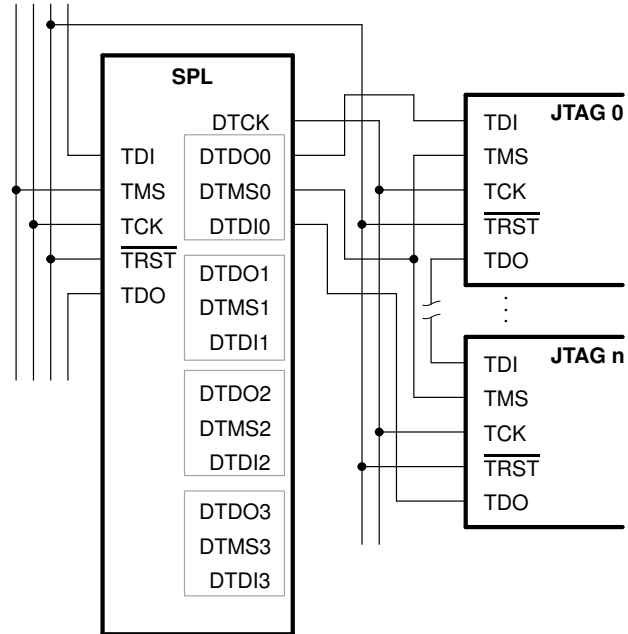 SPL
DTCK
TDI
TMS
TCK
TRST
TDO
DTDO0
DTMS0
DTDI0
DTDO1
DTMS1
DTDI1
DTDO2
DTMS2
DTDI2
DTDO3
DTMS3
DTDI3
JTAG 0
TDI
TMS
TCK
TRST
TDO
JTAG n
TDI
TMS
TCK
TRST
TDO